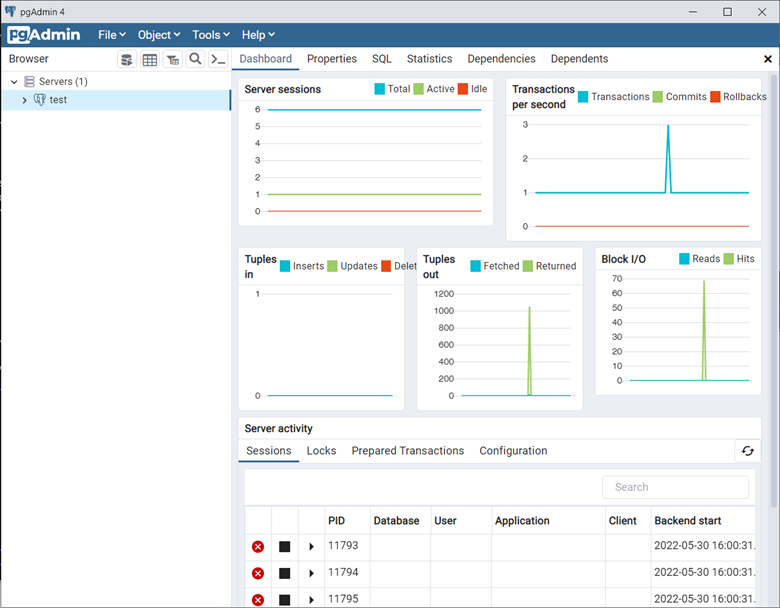 pgAdmin 4
pgAdmin File Object Tools Help
Browser Dashboard Properties SQL Statistics Dependencies Dependents
Servers (1)
test
Server sessions Total Active Idle
6
5
4
3
2
1
0
Transactions per second Transactions Commits Rollbacks
3
2
1
0
Tuples in Inserts Updates Delet
1
0
Tuples out Fetched Returned
1200
1000
800
600
400
200
0
Block I/O Reads Hits
70
60
50
40
30
20
10
0
Server activity
Sessions Locks Prepared Transactions Configuration
Search
PID Database User Application Client Backend start
11793 2022-05-30 16:00:31.
11794 2022-05-30 16:00:31.
11795 2022-05-30 16:00:31.